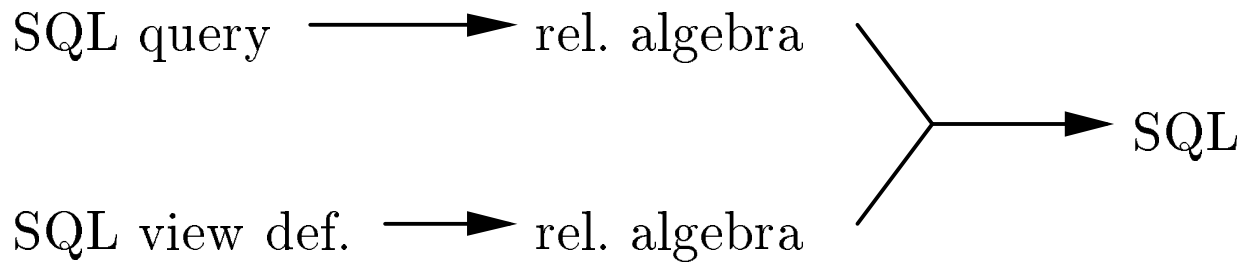 SQL query rel. algebra
SQL
SQL view def. rel. algebra